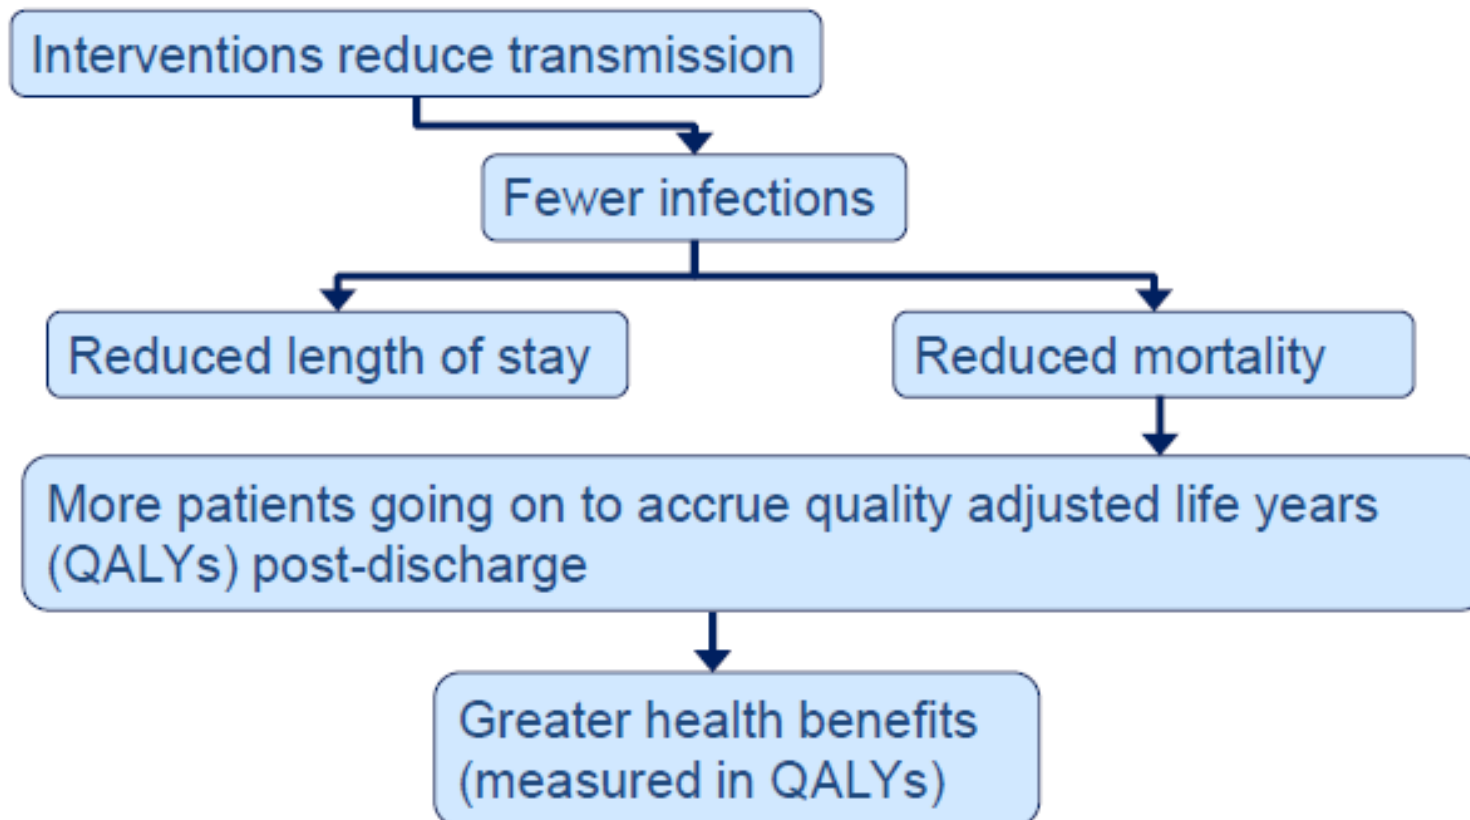 Interventions reduce transmission
Fewer infections
Reduced length of stay
Reduced mortality
More patients going on to accrue quality adjusted life years
(QALYs) post-discharge
Greater health benefits
(measured in QALYs)